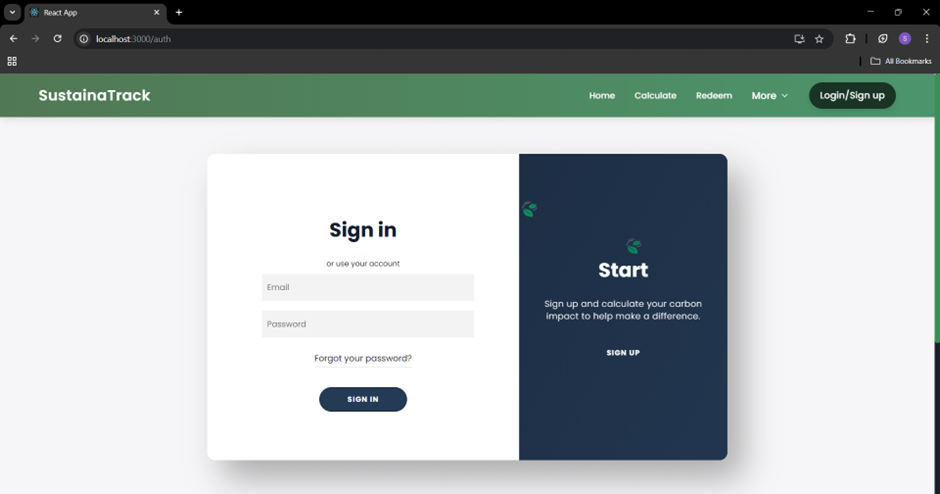 React App
localhost:3000/auth
S
All Bookmarks
SustainaTrack
Home
Calculate
Redeem
More
Login/Sign up
Sign in
or use your account
Email
Password
Forgot your password?
SIGN IN
Start
Sign up and calculate your carbon
impact to help make a difference.
SIGN UP